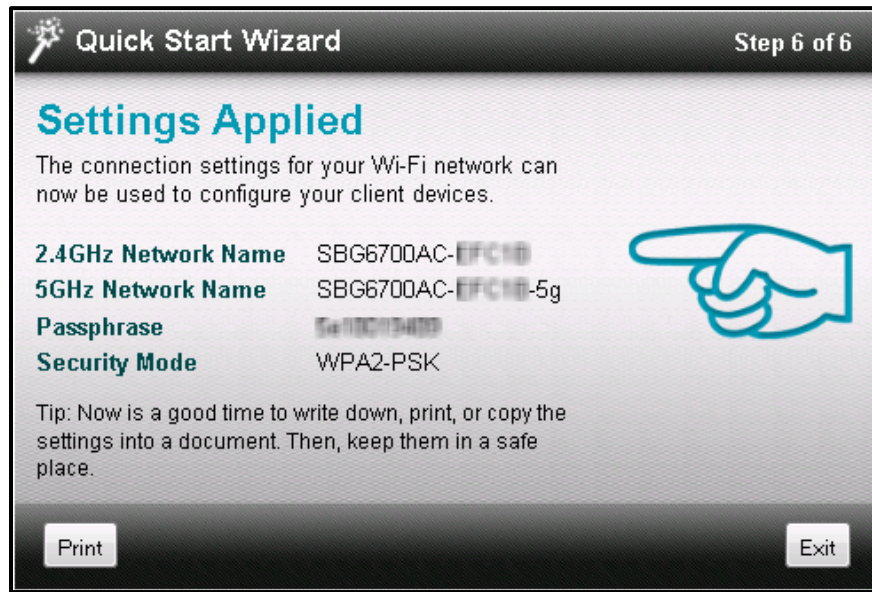 Quick Start Wizard
Step 6 of 6
Settings Applied
The connection settings for your Wi-Fi network can
now be used to configure your client devices.
2.4GHz Network Name SBG6700AC-
5GHz Network Name SBG6700AC- -5g
Passphrase
Security Mode WPA2-PSK
Tip: Now is a good time to write down, print, or copy the
settings into a document. Then, keep them in a safe
place.
Print
Exit